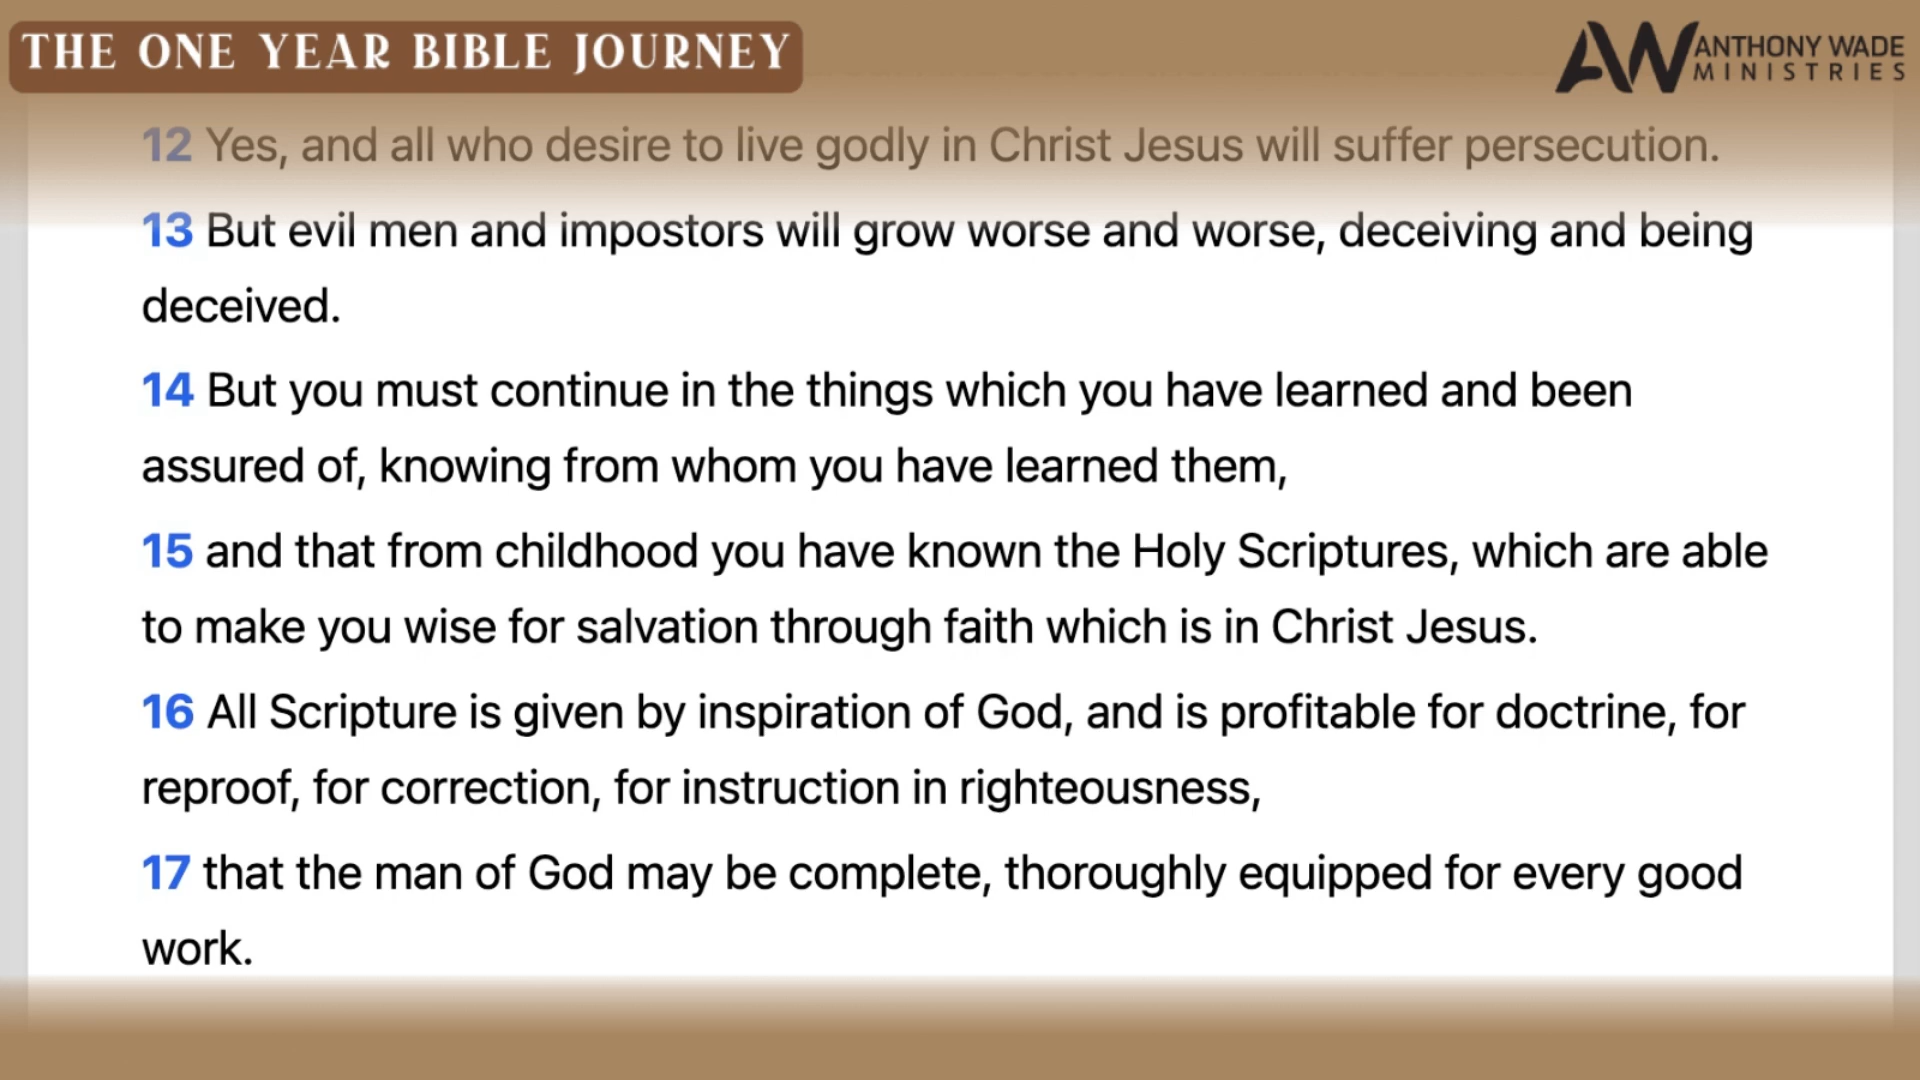 THE ONE YEAR BIBLE JOURNEY
AW ANTHONY WADE
MINISTRIES
12 Yes, and all who desire to live godly in Christ Jesus will suffer persecution.
13 But evil men and impostors will grow worse and worse, deceiving and being
deceived.
14 But you must continue in the things which you have learned and been
assured of, knowing from whom you have learned them,
15 and that from childhood you have known the Holy Scriptures, which are able
to make you wise for salvation through faith which is in Christ Jesus.
16 All Scripture is given by inspiration of God, and is profitable for doctrine, for
reproof, for correction, for instruction in righteousness,
17 that the man of God may be complete, thoroughly equipped for every good
work.